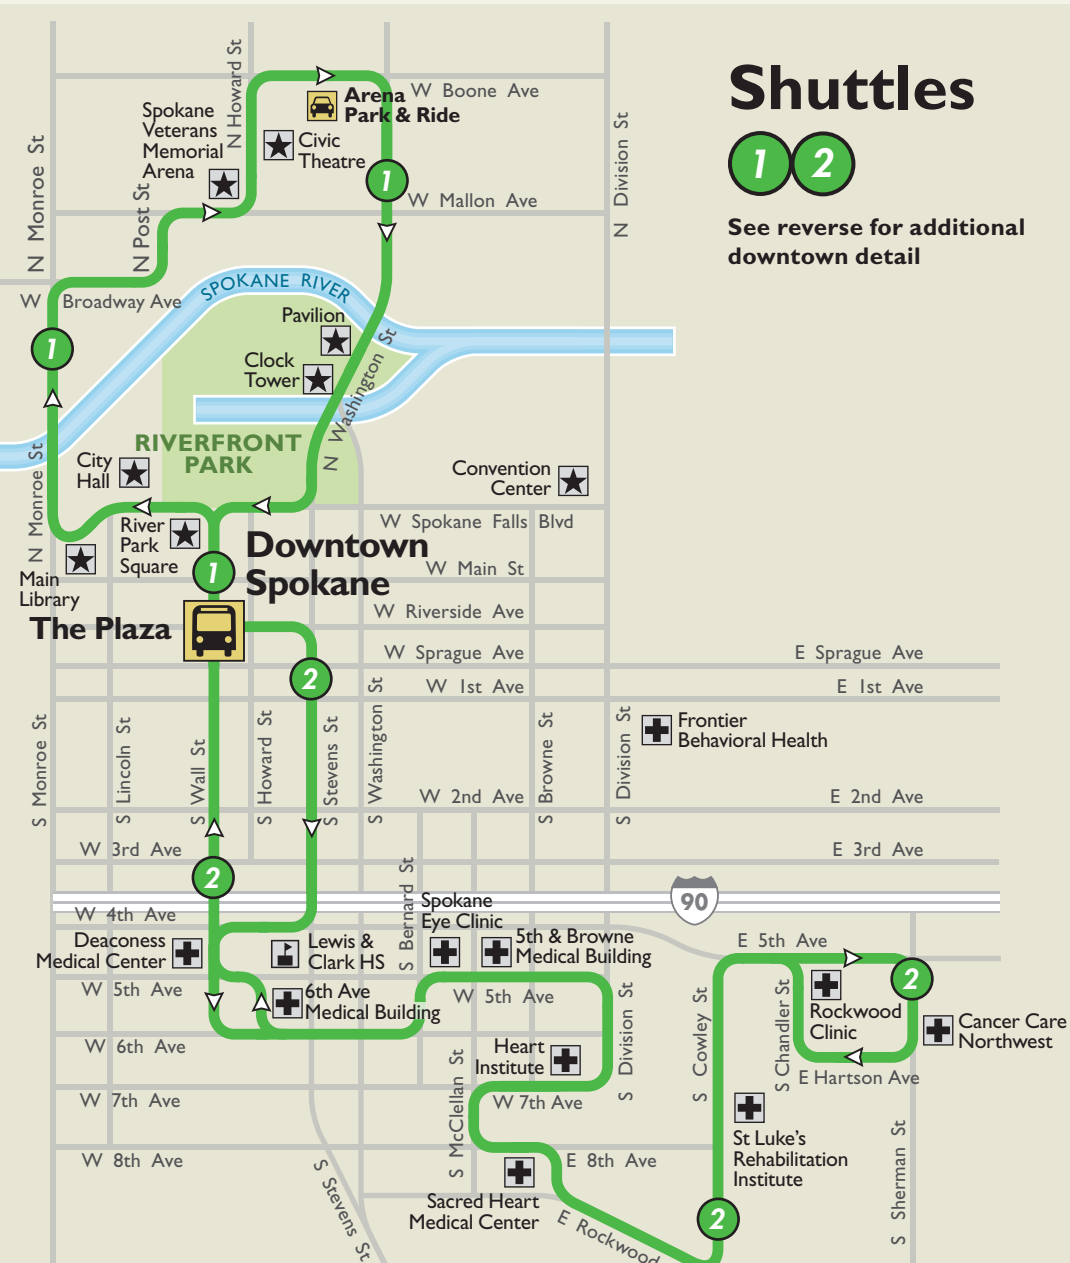 Shuttles
1 2
See reverse for additional
downtown detail
N Howard St
W Boone Ave
Arena
Park & Ride
Spokane
Veterans
Memorial
Arena
Civic
Theatre
N Monroe St
N Post St
N Division St
1
W Mallon Ave
SPOKANE RIVER
W Broadway Ave
Pavilion
1
Clock
Tower
N Washington St
RIVERFRONT
PARK
City
Hall
N Monroe St
Convention
Center
W Spokane Falls Blvd
River
Park
Square
Main
Library
Downtown
Spokane
1
W Main St
The Plaza
W Riverside Ave
W Sprague Ave
E Sprague Ave
2
W 1st Ave
E 1st Ave
S Monroe St
S Lincoln St
S Wall St
S Howard St
S Stevens St
S Washington St
S Browne St
S Division St
Frontier
Behavioral Health
W 2nd Ave
E 2nd Ave
W 3rd Ave
E 3rd Ave
2
90
W 4th Ave
S Bernard St
Spokane
Eye Clinic
Deaconess
Medical Center
Lewis &
Clark HS
5th & Browne
Medical Building
E 5th Ave
2
W 5th Ave
6th Ave
Medical Building
W 5th Ave
S Division St
S Cowley St
S Chandler St
Rockwood
Clinic
Cancer Care
Northwest
W 6th Ave
Heart
Institute
E Hartson Ave
W 7th Ave
S McClellan St
W 7th Ave
St Luke's
Rehabilitation
Institute
S Sherman St
W 8th Ave
E 8th Ave
S Stevens St
Sacred Heart
Medical Center
E Rockwood
2